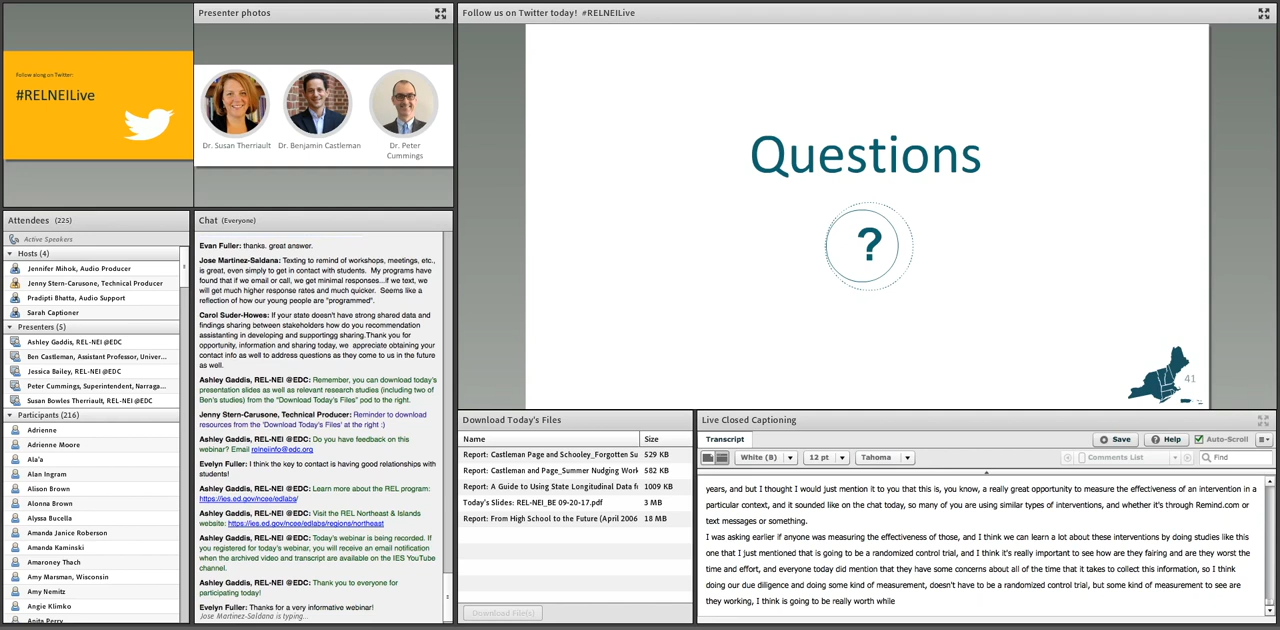 Presenter photos
Follow us on Twitter today! #RELNEILive
Follow along on Twitter:
#RELNEILive
Dr. Susan Therriault
Dr. Benjamin Castleman
Dr. Peter
Cummings
Questions
?
41
Attendees (225)
Active Speakers
Hosts (4)
Jennifer Mihok, Audio Producer
Jenny Stern-Carusone, Technical Producer
Pradipti Bhatta, Audio Support
Sarah Captioner
Presenters (5)
Ashley Gaddis, REL-NEI @EDC
Ben Castleman, Assistant Professor, Univer...
Jessica Bailey, REL-NEI @EDC
Peter Cummings, Superintendent, Narraga...
Susan Bowles Therriault, REL-NEI @EDC
Participants (216)
Adrienne
Adrienne Moore
Ala'a
Alan Ingram
Alison Brown
Alonna Brown
Alyssa Bucella
Amanda Janice Roberson
Amanda Kaminski
Amaroney Thach
Amy Marsman, Wisconsin
Amy Nemitz
Angie Klimko
Anita Perry
Chat (Everyone)
Evan Fuller: thanks. great answer.
Jose Martinez-Saldana: Texting to remind of workshops, meetings, etc.,
is great, even simply to get in contact with students. My programs have
found that if we email or call, we get minimal responses...if we text, we
will get much higher response rates and much quicker. Seems like a
reflection of how our young people are “programmed”.
Carol Suder-Howes: If your state doesn't have strong shared data and
findings sharing between stakeholders how do you recommendation
assistanting in developing and supportingg sharing.Thank you for
opportunity, information and sharing today, we appreciate obtaining your
contact info as well to address questions as they come to us in the future
as well.
Ashley Gaddis, REL-NEI @EDC: Remember, you can download today's
presentation slides as well as relevant research studies (including two of
Ben's studies) from the "Download Today's Files" pod to the right.
Jenny Stern-Carusone, Technical Producer: Reminder to download
resources from the 'Download Today's Files' at the right :)
Ashley Gaddis, REL-NEI @EDC: Do you have feedback on this
webinar? Email relneiinfo@edc.org
Evelyn Fuller: I think the key to contact is having good relationships with
students!
Ashley Gaddis, REL-NEI @EDC: Learn more about the REL program:
https://ies.ed.gov/ncee/edlabs/
Ashley Gaddis, REL-NEI @EDC: Visit the REL Northeast & Islands
website: https://ies.ed.gov/ncee/edlabs/regions/northeast
Ashley Gaddis, REL-NEI @EDC: Today's webinar is being recorded. If
you registered for today's webinar, you will receive an email notification
when the archived video and transcript are available on the IES YouTube
channel.
Ashley Gaddis, REL-NEI @EDC: Thank you to everyone for
participating today!
Evelyn Fuller: Thanks for a very informative webinar!
Jose Martinez-Saldana is typing...
Download Today's Files
Name Size
Report: Castleman Page and Schooley_Forgotten Su 529 KB
Report: Castleman and Page_Summer Nudging Work 582 KB
Report: A Guide to Using State Longitudinal Data fo 1009 KB
Today's Slides: REL-NEI_BE 09-20-17.pdf 3 MB
Report: From High School to the Future (April 2006 18 MB
Download File(s)
Live Closed Captioning
Transcript Save Help Auto-Scroll
White (B) 12 pt Tahoma Comments List Find
years, and but I thought I would just mention it to you that this is, you know, a really great opportunity to measure the effectiveness of an intervention in a
particular context, and it sounded like on the chat today, so many of you are using similar types of interventions, and whether it's through Remind.com or
text messages or something.
I was asking earlier if anyone was measuring the effectiveness of those, and I think we can learn a lot about these interventions by doing studies like this
one that I just mentioned that is going to be a randomized control trial, and I think it's really important to see how are they fairing and are they worst the
time and effort, and everyone today did mention that they have some concerns about all of the time that it takes to collect this information, so I think
doing our due diligence and doing some kind of measurement, doesn't have to be a randomized control trial, but some kind of measurement to see are
they working, I think is going to be really worth while